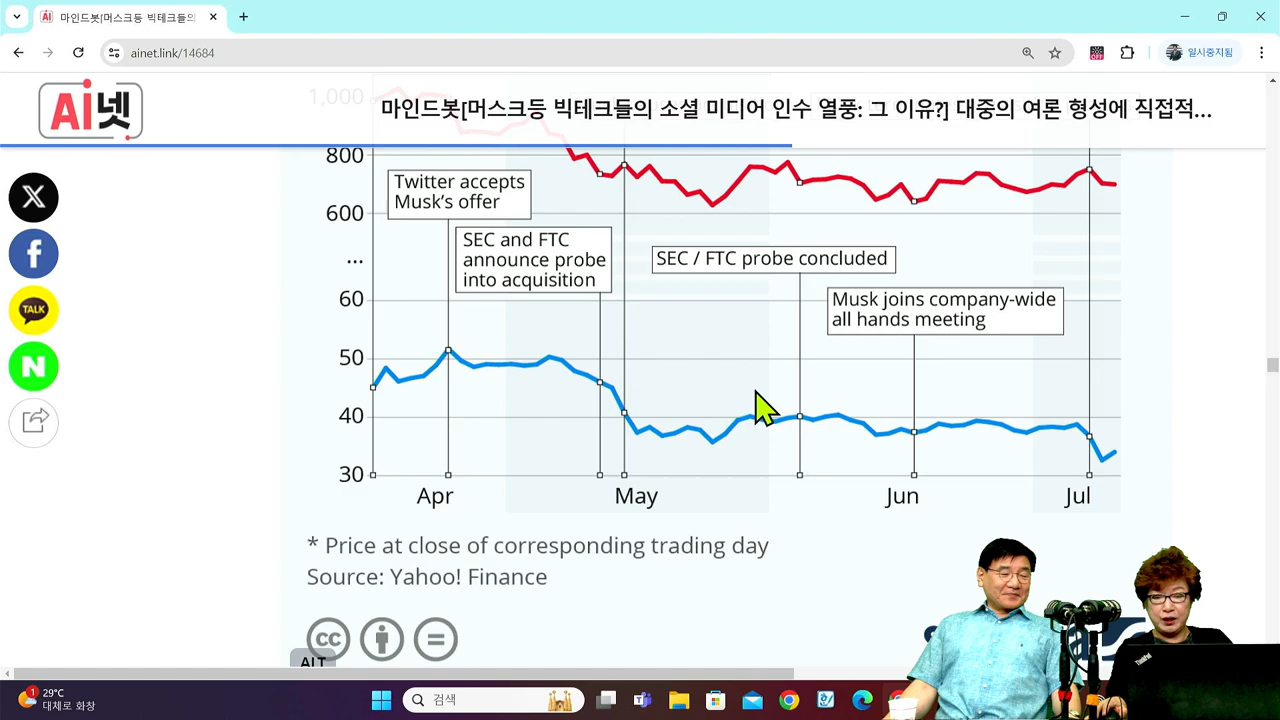 마인드봇[머스크등 빅테크들의
ainet.link/14684
일시중지됨
Ai넷
마인드봇[머스크등 빅테크들의 소셜 미디어 인수 열풍: 그 이유?] 대중의 여론 형성에 직접적...
1,000
800
600
...
60
50
40
30
Twitter accepts
Musk's offer
SEC and FTC
announce probe
into acquisition
SEC / FTC probe concluded
Musk joins company-wide
all hands meeting
Apr
May
Jun
Jul
* Price at close of corresponding trading day
Source: Yahoo! Finance
cc
ALT
TALK
N
OFF
1
29°C
대체로 화창
검색
ThinkPad